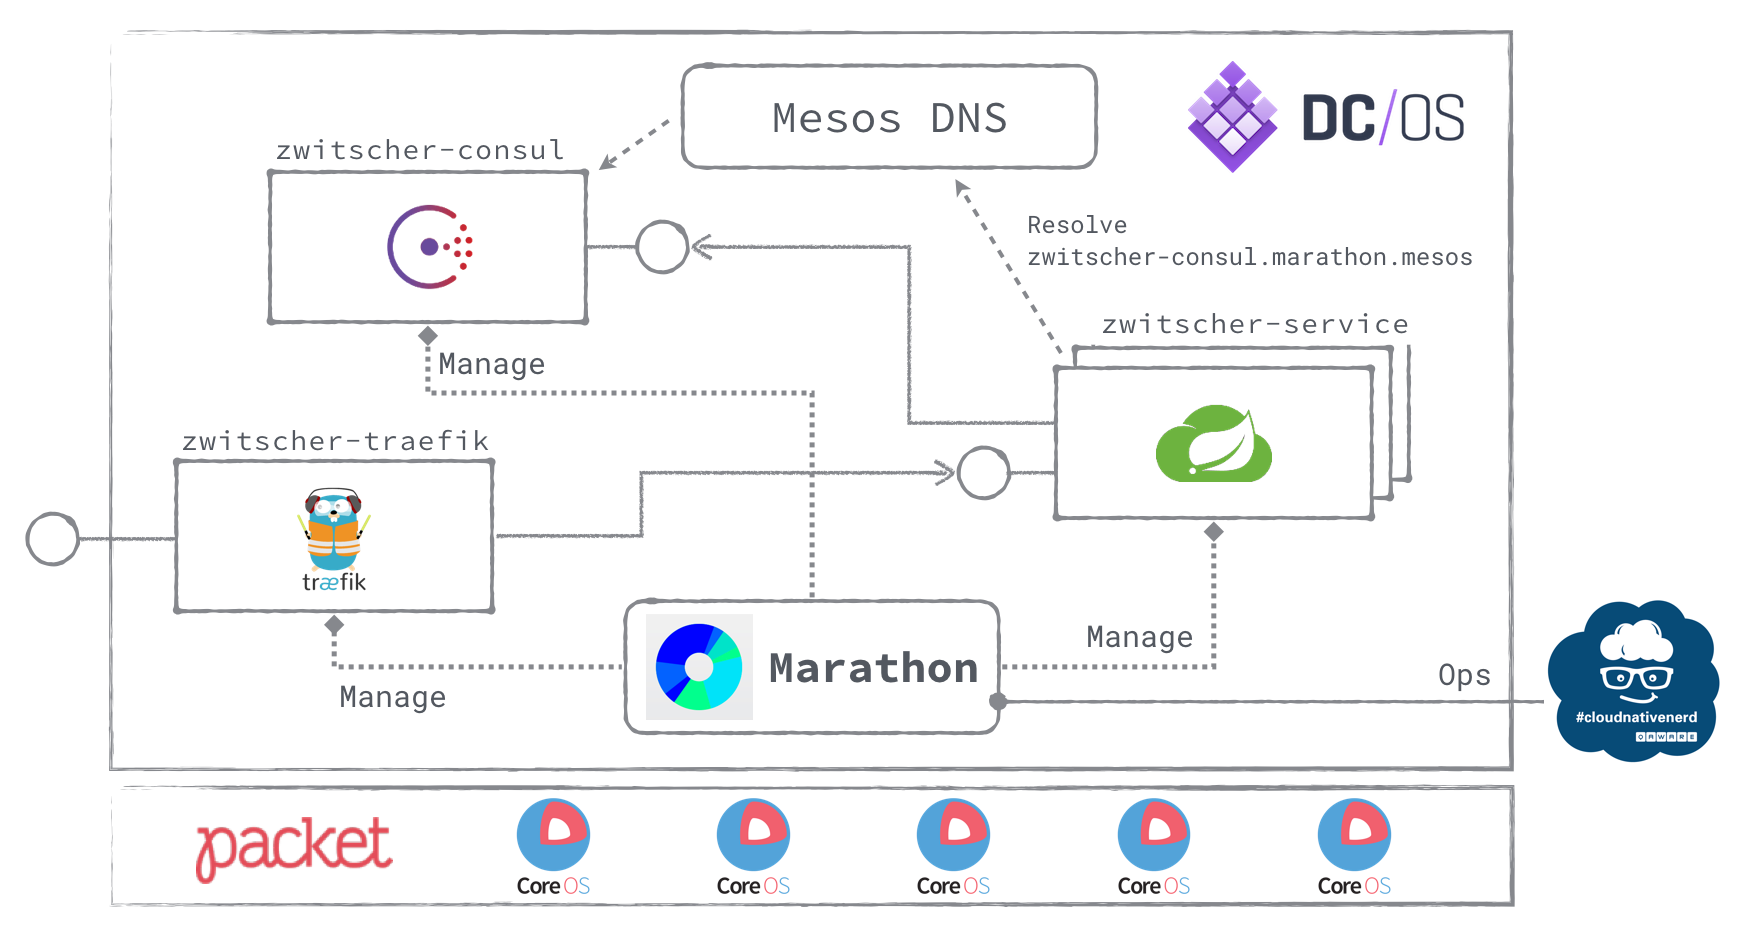 Mesos DNS
DC/OS
zwitscher-consul
Resolve
zwitscher-consul.marathon.mesos
zwitscher-service
Manage
zwitscher-traefik
træfik
Manage
Marathon
Manage
Ops
#cloudnativenerd
QAWARE
packet
CoreOS
CoreOS
CoreOS
CoreOS
CoreOS